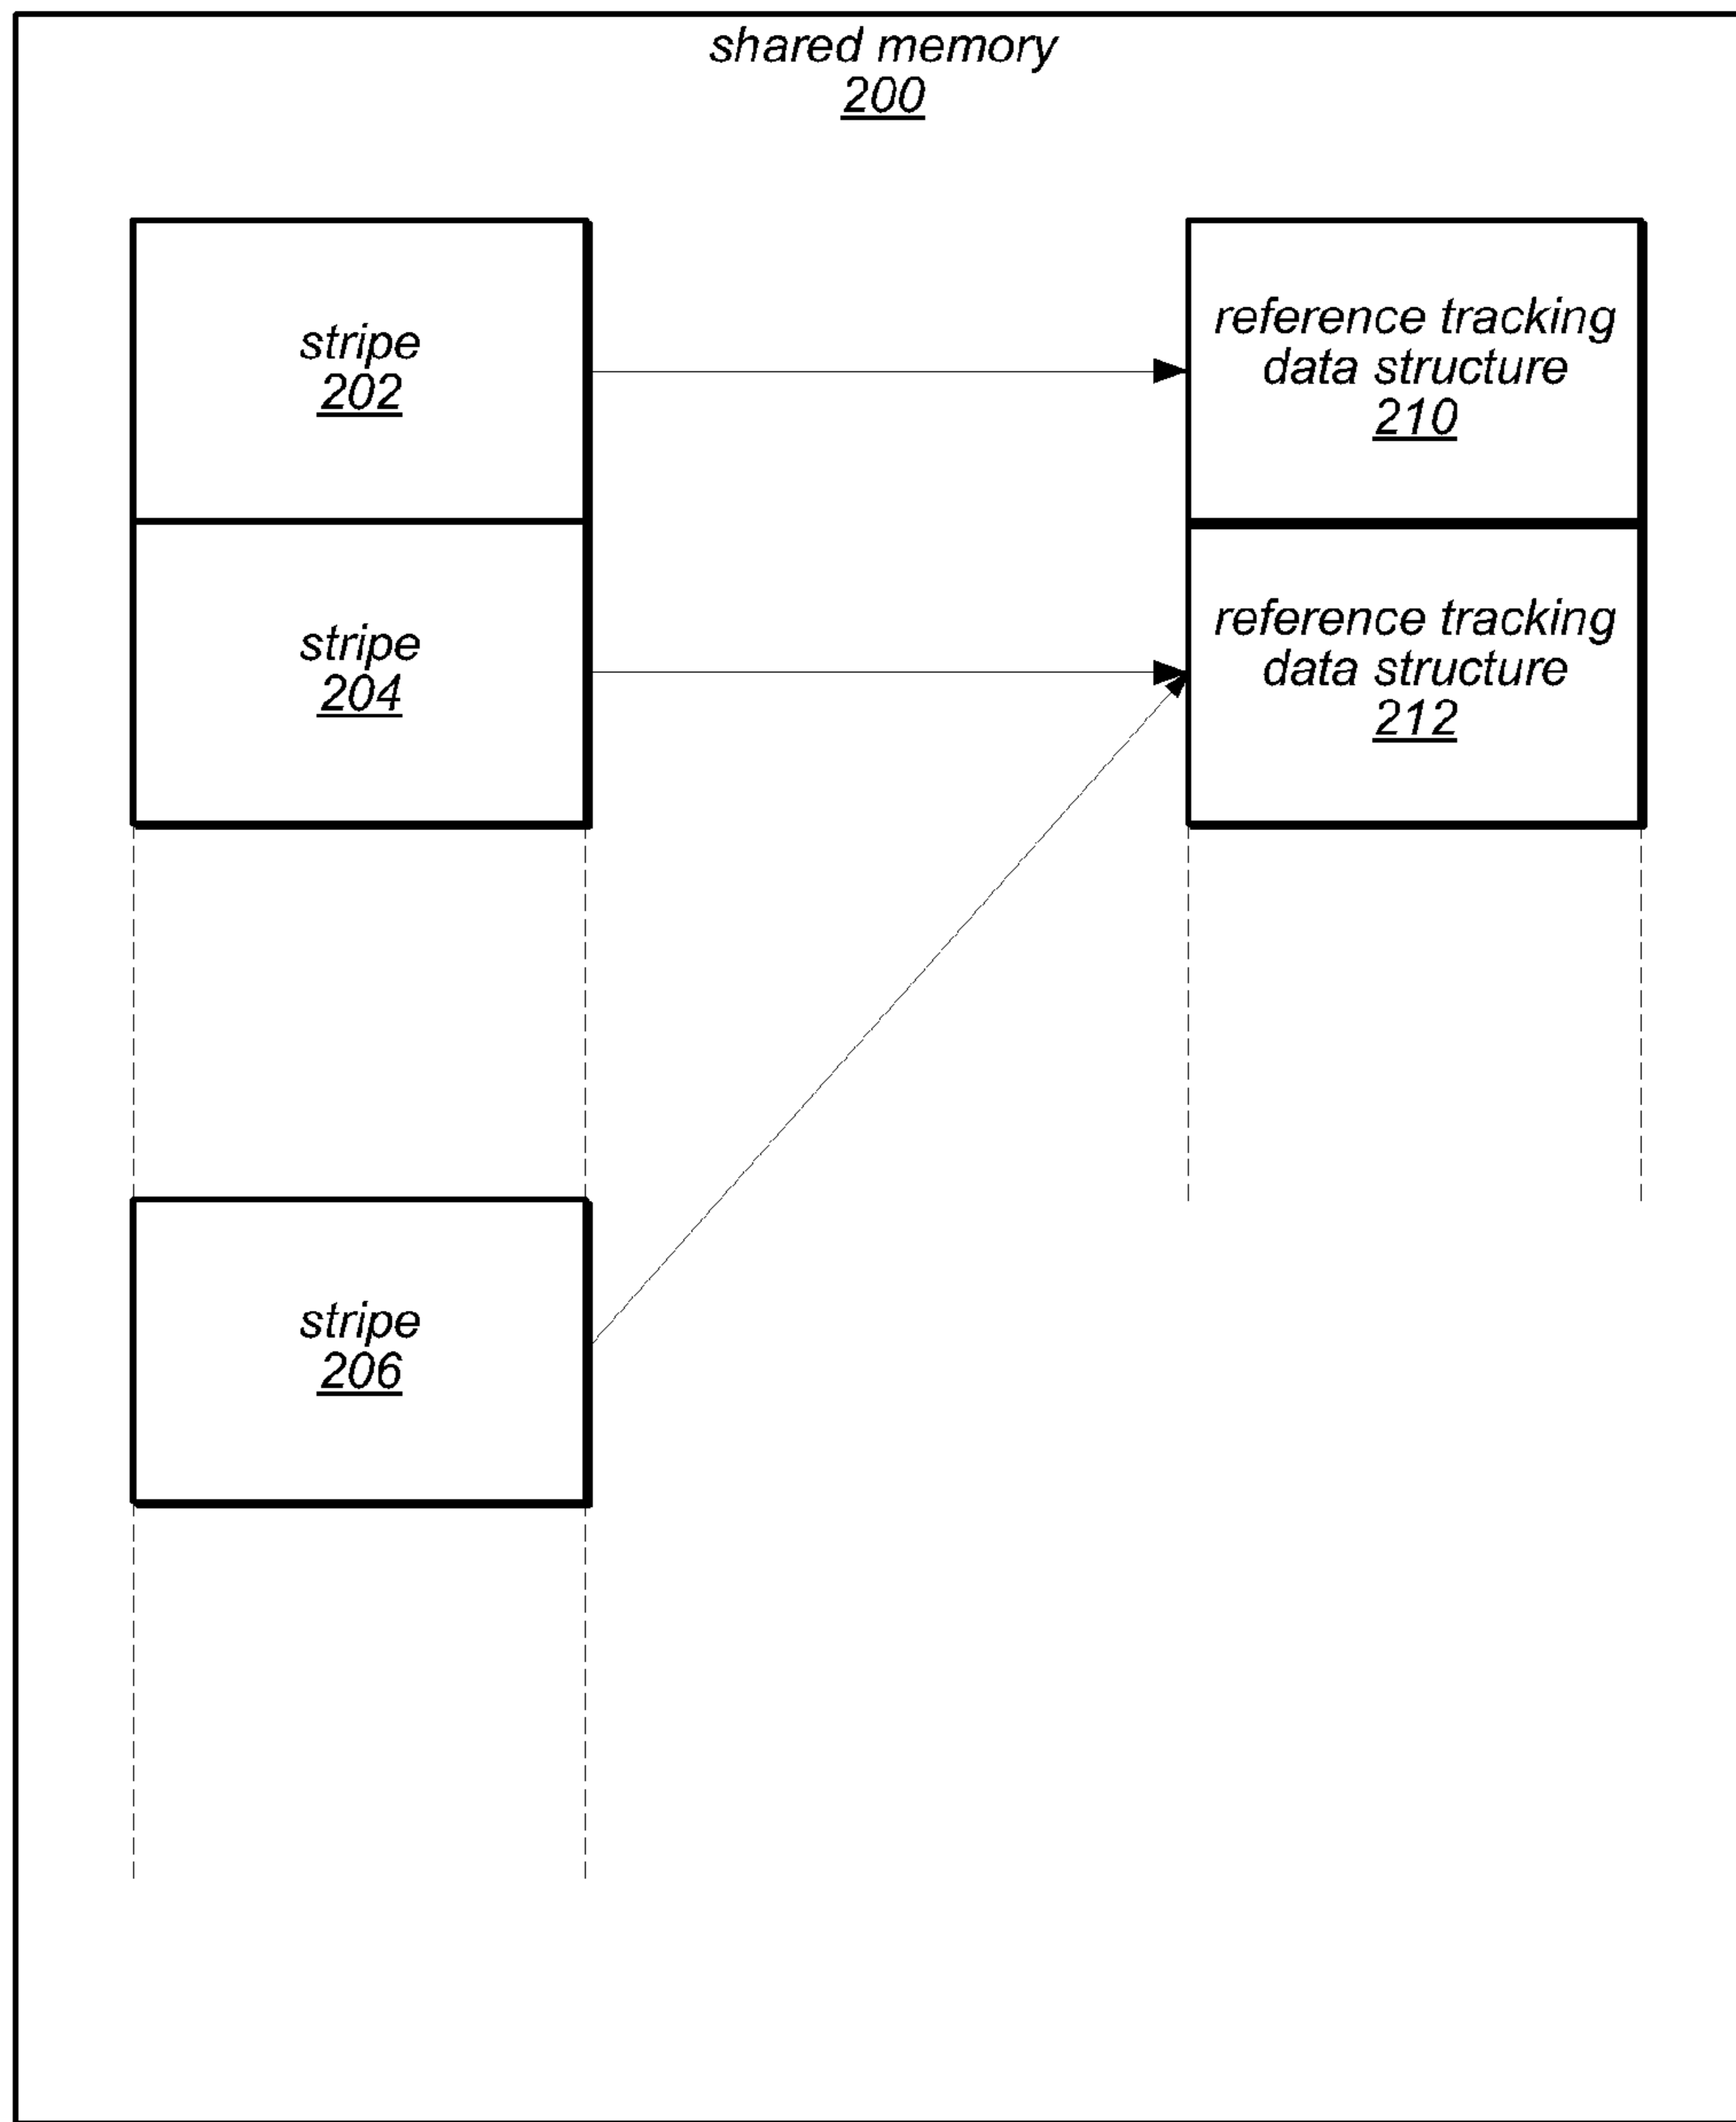 shared memory
200
stripe
202
reference tracking
data structure
210
stripe
204
reference tracking
data structure
212
stripe
206